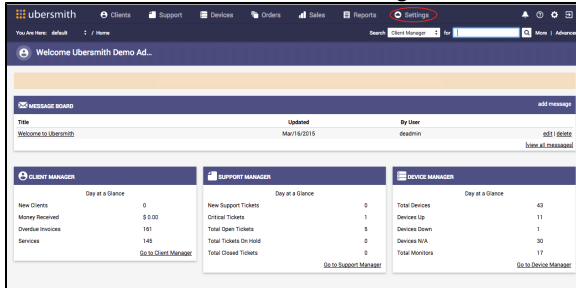 ubersmith Clients Support Devices Orders Sales Reports Settings
You Are Here: default / Home Search Client Manager for More | Advanced
Welcome Ubersmith Demo Ad...
MESSAGE BOARD add message
Title Updated By User
Welcome to Ubersmith Mar/16/2015 deadmin edit | delete
[view all messages]
CLIENT MANAGER
Day at a Glance
New Clients 0
Money Received $ 0.00
Overdue Invoices 161
Services 145
Go to Client Manager
SUPPORT MANAGER
Day at a Glance
New Support Tickets 0
Critical Tickets 1
Total Open Tickets 5
Total Tickets On Hold 0
Total Closed Tickets 0
Go to Support Manager
DEVICE MANAGER
Day at a Glance
Total Devices 43
Devices Up 11
Devices Down 1
Devices N/A 30
Total Monitors 17
Go to Device Manager